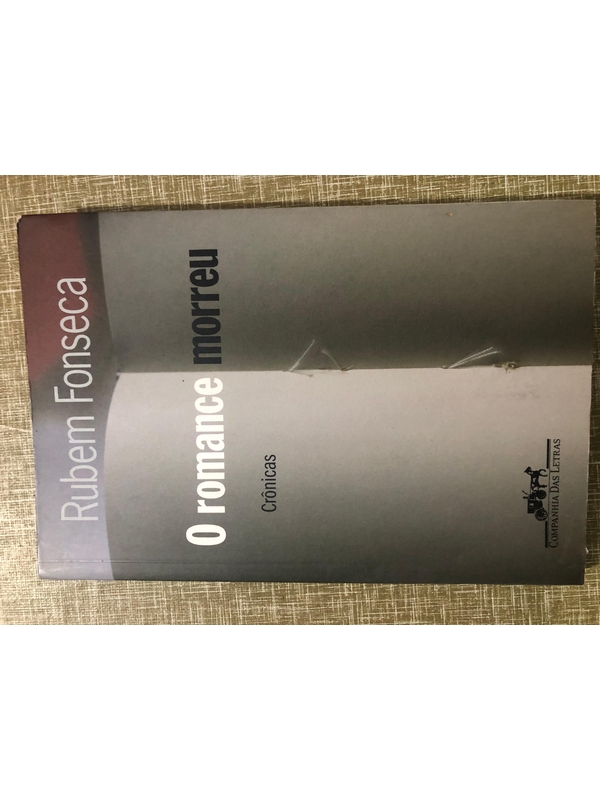 Rubem Fonseca
O romance morreu
Crônicas
COMPANHIA DAS LETRAS